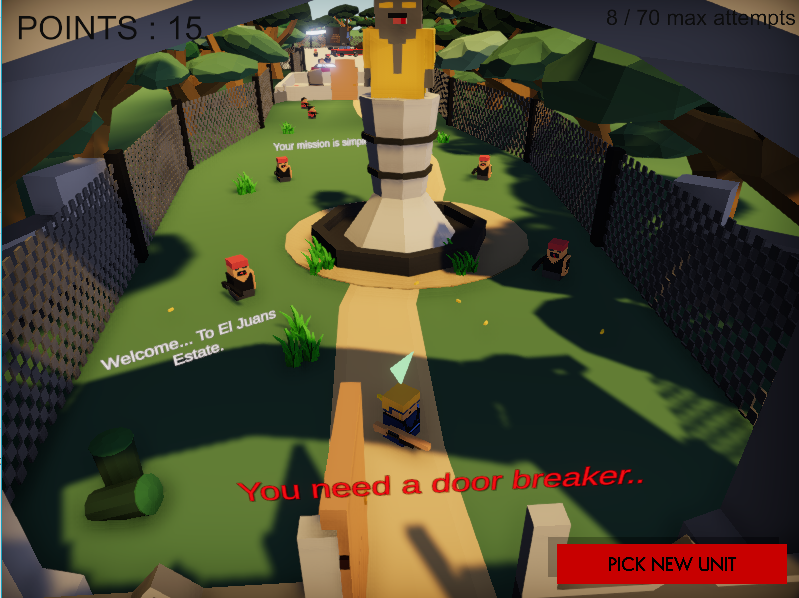 POINTS : 15
8 / 70 max attempts
Your mission is simple
Welcome... To El Juans
Estate.
You need a door breaker..
PICK NEW UNIT